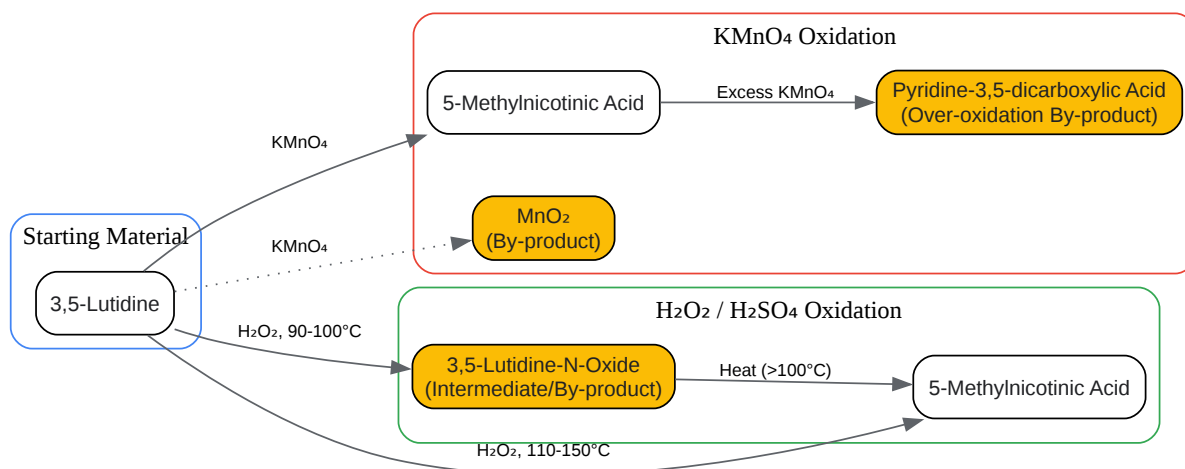 KMnO₄ Oxidation
5-Methylnicotinic Acid
Excess KMnO₄
Pyridine-3,5-dicarboxylic Acid
(Over-oxidation By-product)
KMnO₄
MnO₂
(By-product)
Starting Material
KMnO₄
3,5-Lutidine
H₂O₂ / H₂SO₄ Oxidation
H₂O₂, 90-100°C
3,5-Lutidine-N-Oxide
(Intermediate/By-product)
Heat (>100°C)
5-Methylnicotinic Acid
H₂O₂, 110-150°C